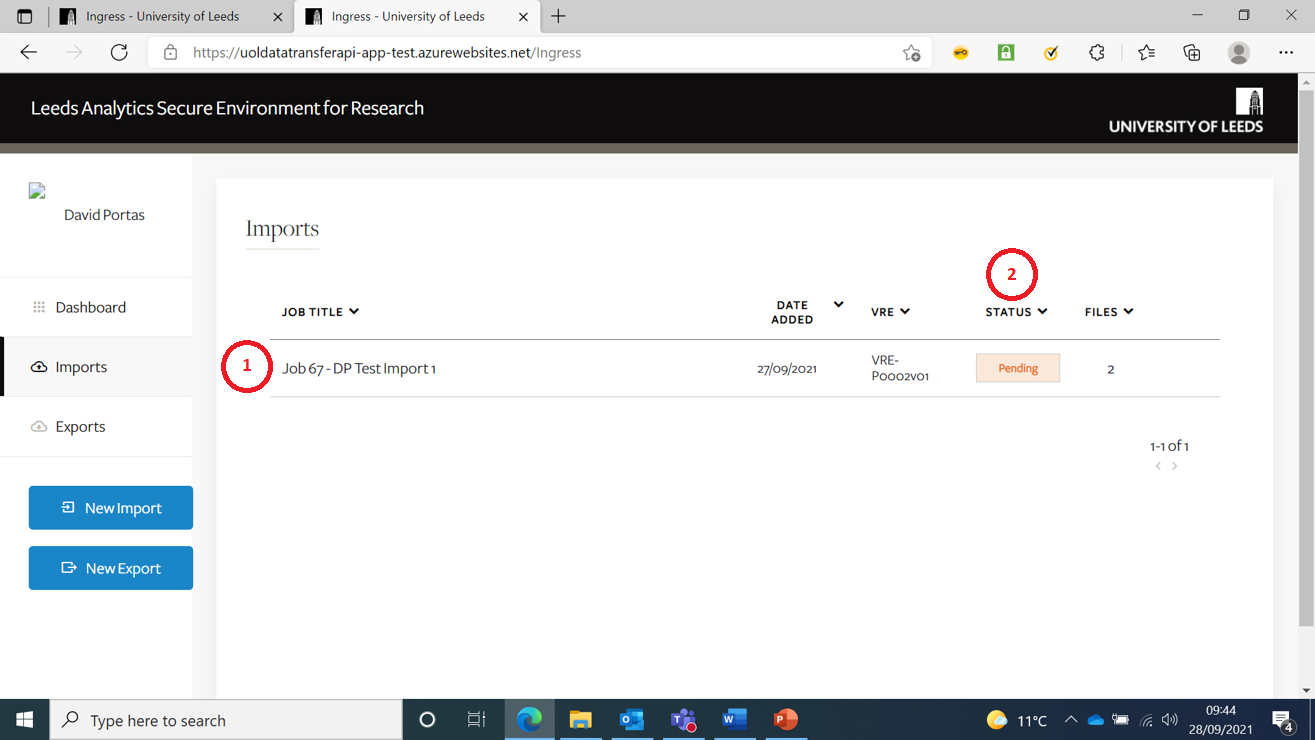 Ingress - University of Leeds
Ingress - University of Leeds
https://uoldatatransferapi-app-test.azurewebsites.net/Ingress
Leeds Analytics Secure Environment for Research
UNIVERSITY OF LEEDS
David Portas
Dashboard
Imports
Exports
New Import
New Export
Imports
2
JOB TITLE
DATE
ADDED
VRE
STATUS
FILES
1
Job 67 - DP Test Import 1
27/09/2021
VRE-
P0002v01
Pending
2
1-1 of 1
Type here to search
11°C
09:44
28/09/2021
4